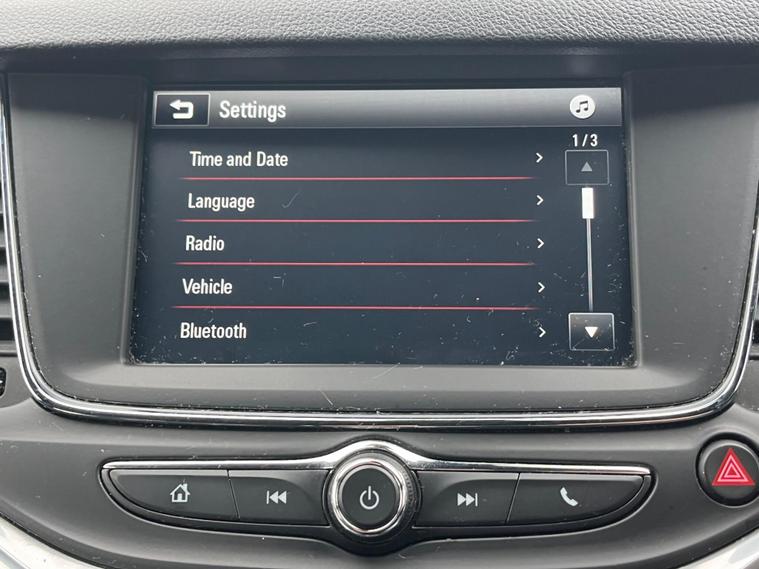 Settings
1/3
Time and Date
Language
Radio
Vehicle
Bluetooth